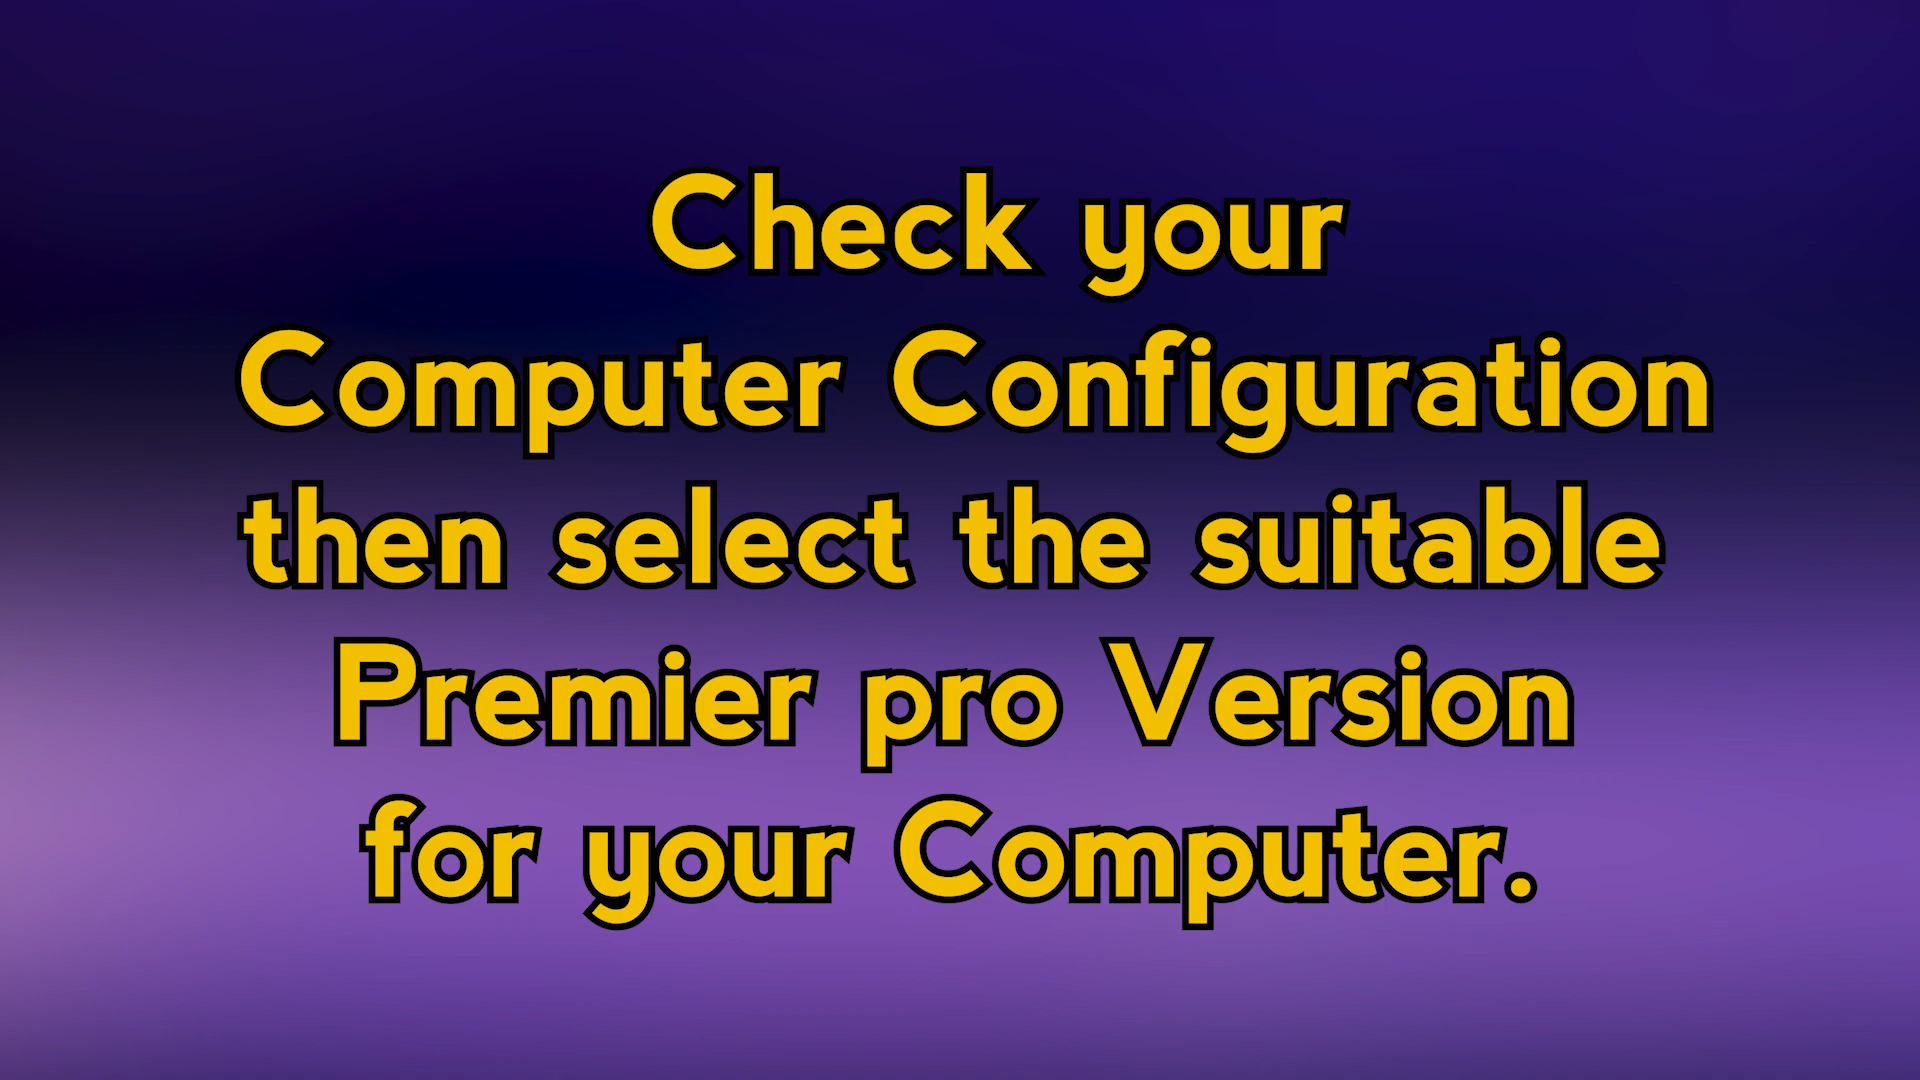 Check your
Computer Configuration
then select the suitable
Premier pro Version
for your Computer.